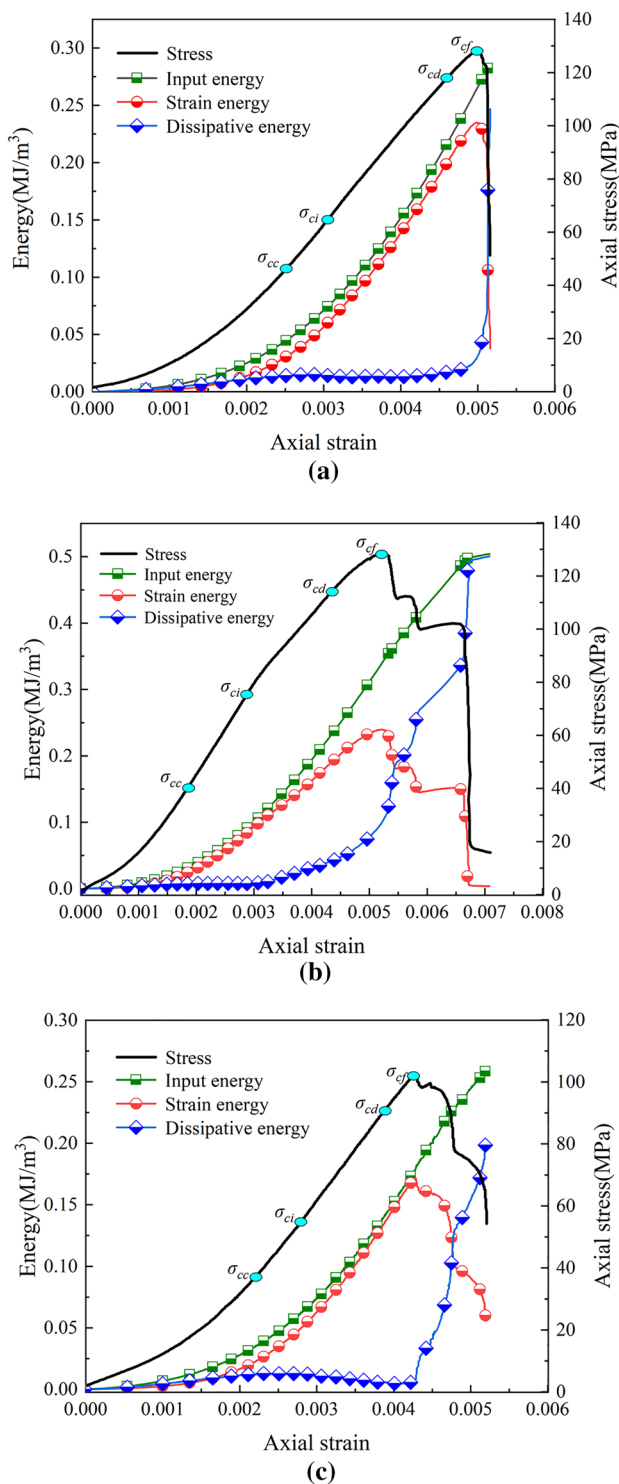 Energy(MJ/m³)
0.30
0.25
0.20
0.15
0.10
0.05
0.00
Stress
Input energy
Strain energy
Dissipative energy
σcc
σci
σcd
σcf
140
120
100
80
60
40
20
0
Axial stress(MPa)
0.000 0.001 0.002 0.003 0.004 0.005 0.006
Axial strain
(a)
Energy(MJ/m³)
0.5
0.4
0.3
0.2
0.1
0.0
Stress
Input energy
Strain energy
Dissipative energy
σcc
σci
σcd
σcf
140
120
100
80
60
40
20
0
Axial stress(MPa)
0.000 0.001 0.002 0.003 0.004 0.005 0.006 0.007 0.008
Axial strain
(b)
Energy(MJ/m³)
0.30
0.25
0.20
0.15
0.10
0.05
0.00
Stress
Input energy
Strain energy
Dissipative energy
σcc
σci
σcd
σcf
120
100
80
60
40
20
0
Axial stress(MPa)
0.000 0.001 0.002 0.003 0.004 0.005 0.006
Axial strain
(c)